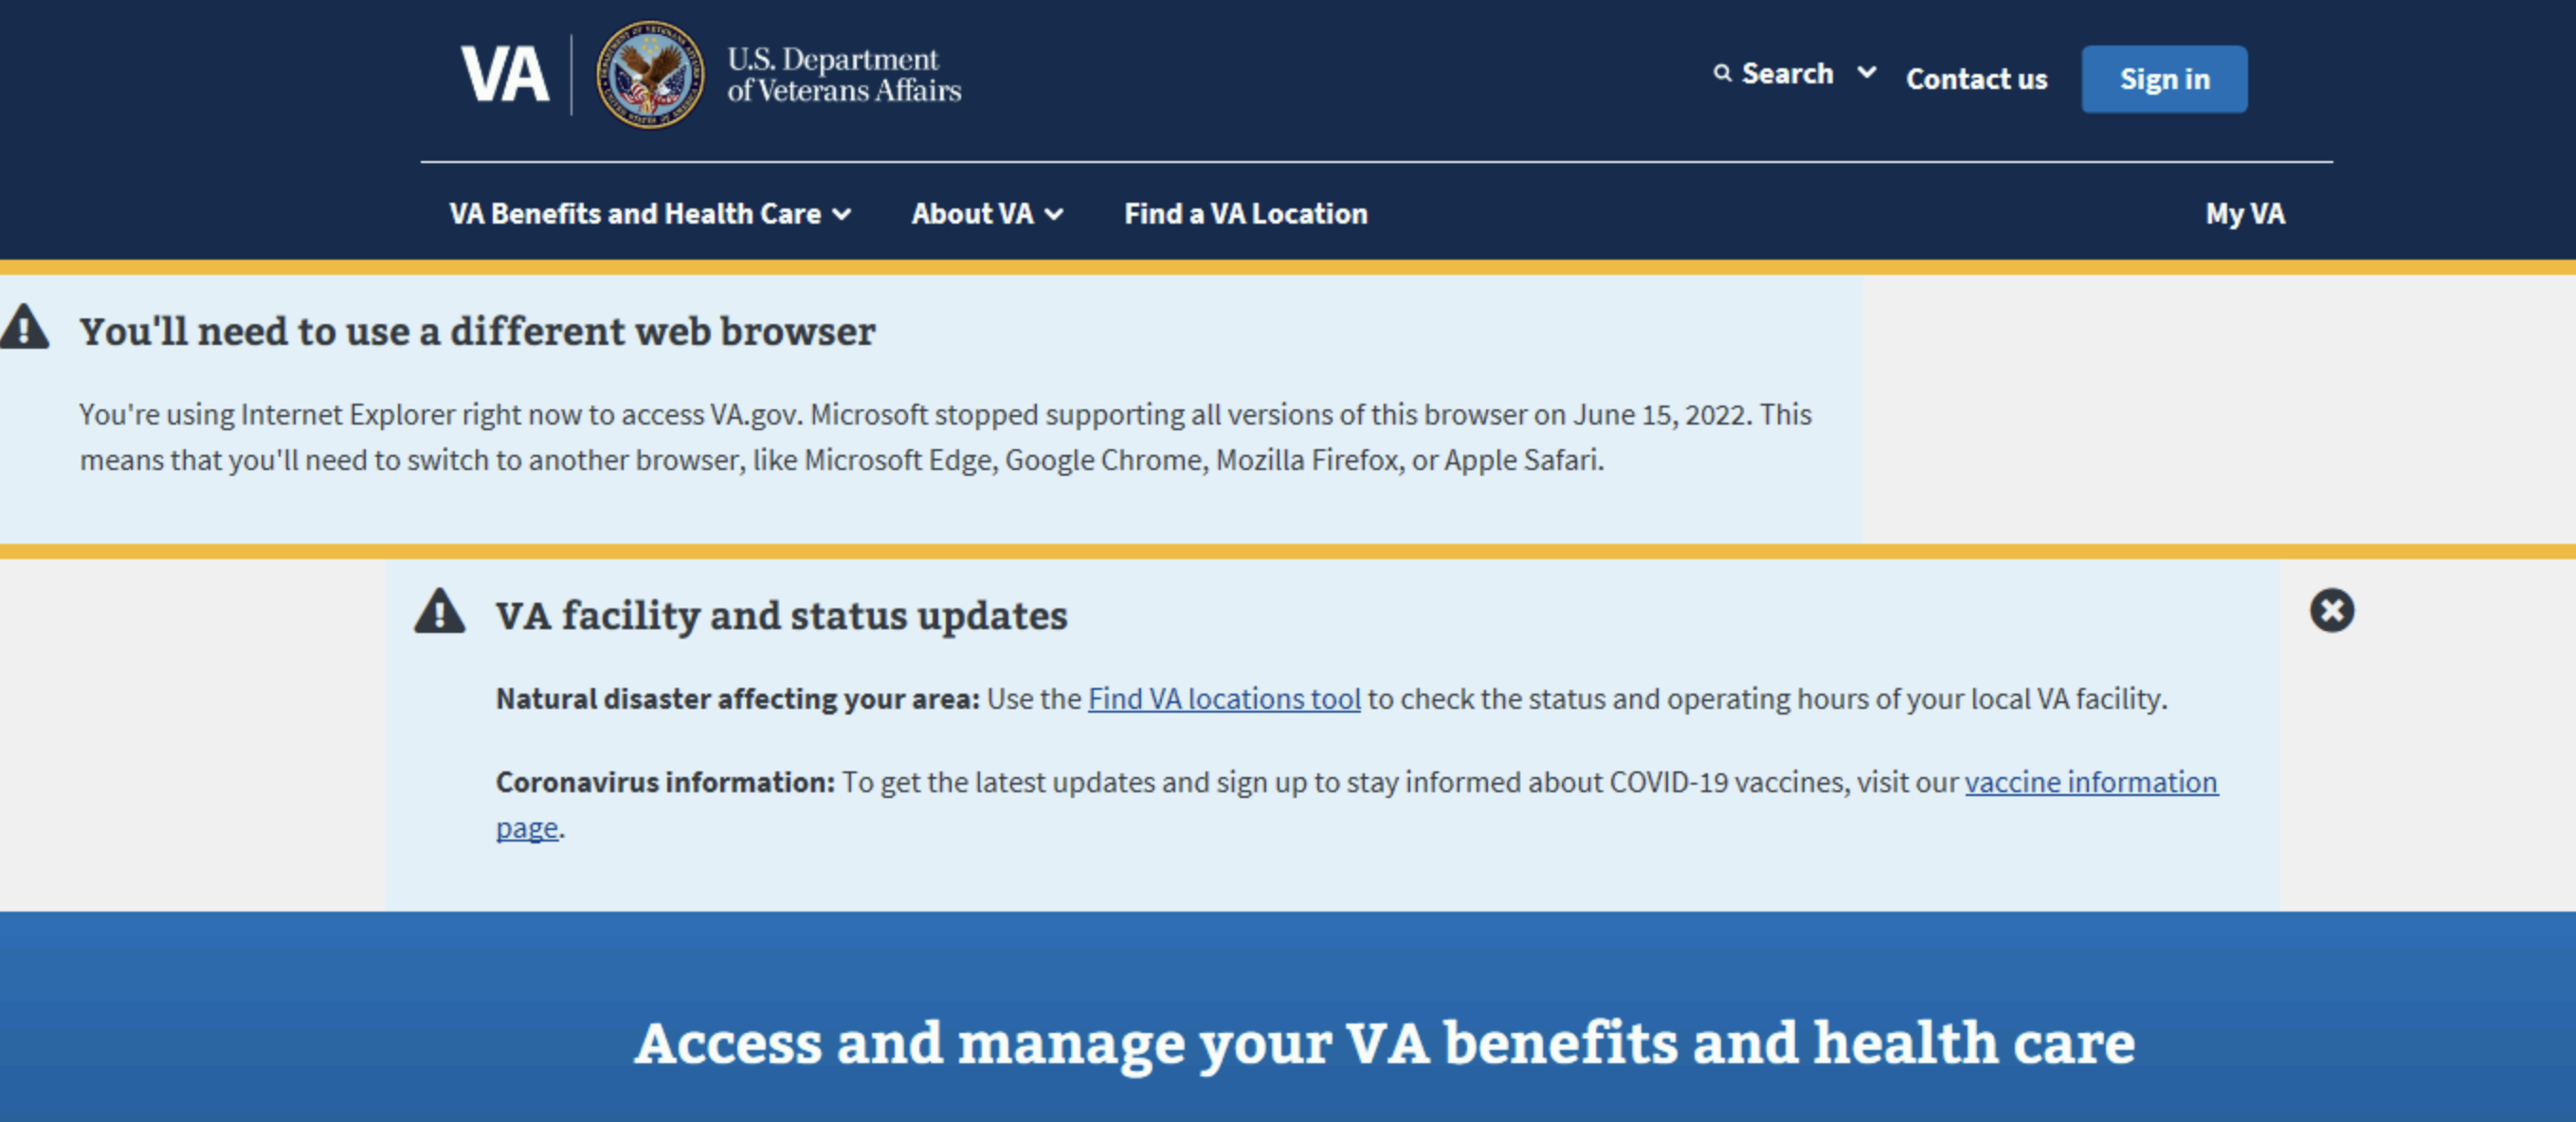 VA
U.S. Department
of Veterans Affairs
Search
Contact us
Sign in
VA Benefits and Health Care
About VA
Find a VA Location
My VA
You'll need to use a different web browser
You're using Internet Explorer right now to access VA.gov. Microsoft stopped supporting all versions of this browser on June 15, 2022. This
means that you'll need to switch to another browser, like Microsoft Edge, Google Chrome, Mozilla Firefox, or Apple Safari.
VA facility and status updates
Natural disaster affecting your area: Use the Find VA locations tool to check the status and operating hours of your local VA facility.
Coronavirus information: To get the latest updates and sign up to stay informed about COVID-19 vaccines, visit our vaccine information
page.
Access and manage your VA benefits and health care